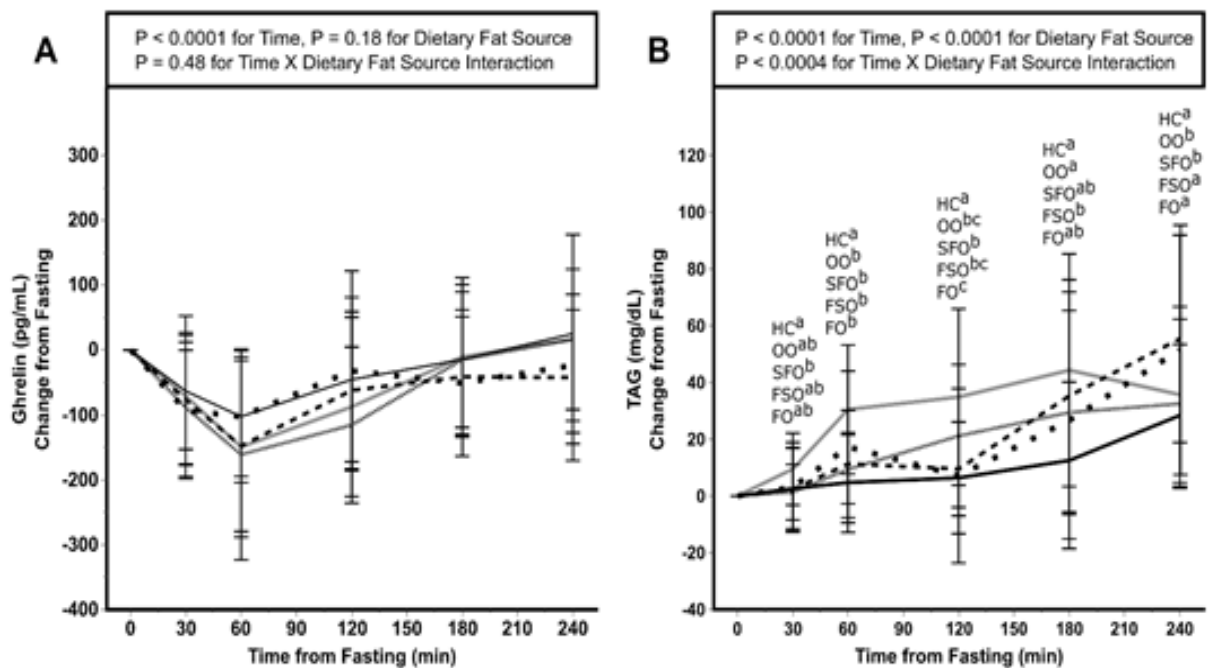 A
P < 0.0001 for Time, P = 0.18 for Dietary Fat Source
P = 0.48 for Time X Dietary Fat Source Interaction
300
200
100
0
-100
-200
-300
-400
Ghrelin (pg/mL)
Change from Fasting
0 30 60 90 120 150 180 210 240
Time from Fasting (min)
B
P < 0.0001 for Time, P < 0.0001 for Dietary Source
P < 0.0004 for Time X Dietary Fat Source Interaction
120
100
80
60
40
20
0
-20
-40
TAG (mg/dL)
Change from Fasting
HCᵃ
OOᵃᵇ
SFOᵇ
FSOᵃᵇ
FOᵃᵇ
HCᵃ
OOᵇ
SFOᵇ
FSOᵇ
FOᵇ
HCᵃ
OOᵇᶜ
SFOᵇ
FSOᵇᶜ
FOᶜ
HCᵃ
OOᵃ
SFOᵃᵇ
FSOᵇ
FOᵃᵇ
HCᵃ
OOᵇ
SFOᵇ
FSOᵃ
FOᵃ
0 30 60 90 120 150 180 210 240
Time from Fasting (min)